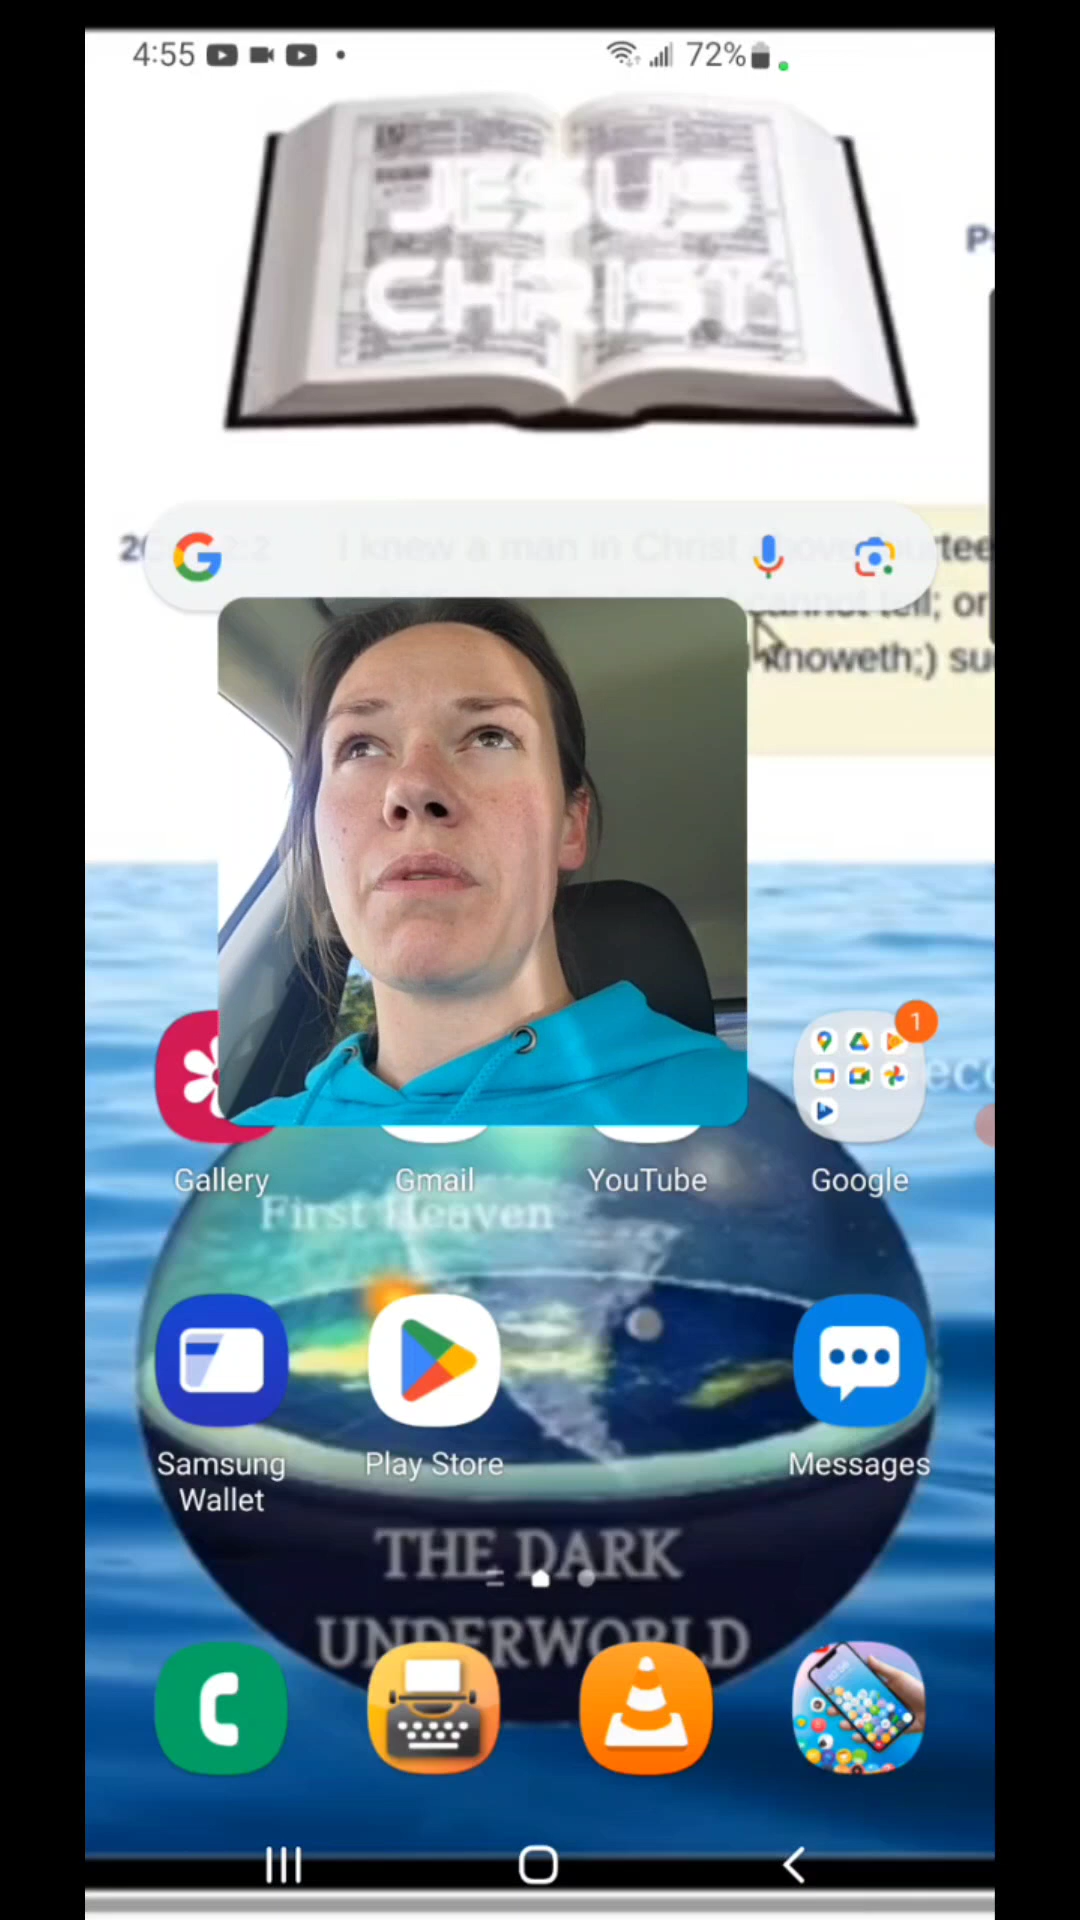 4:55
72%
JESUS
CHRIST
I knew a man in Christ
cannot tell; or
knoweth;)
1
Gallery
Gmail
YouTube
Google
First Heaven
Samsung
Wallet
Play Store
Messages
THE DARK
UNDERWORLD